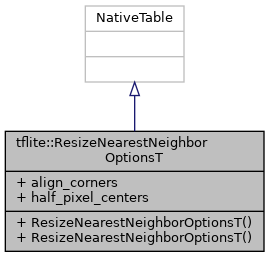 NativeTable
tflite::ResizeNearestNeighbor
OptionsT
+ align_corners
+ half_pixel_centers
+ ResizeNearestNeighborOptionsT()
+ ResizeNearestNeighborOptionsT()